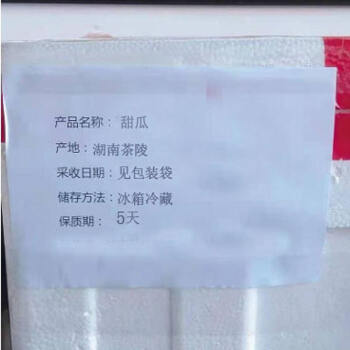 产品名称：甜瓜
产地：湖南茶陵
采收日期：见包装袋
储存方法：冰箱冷藏
保质期：5天